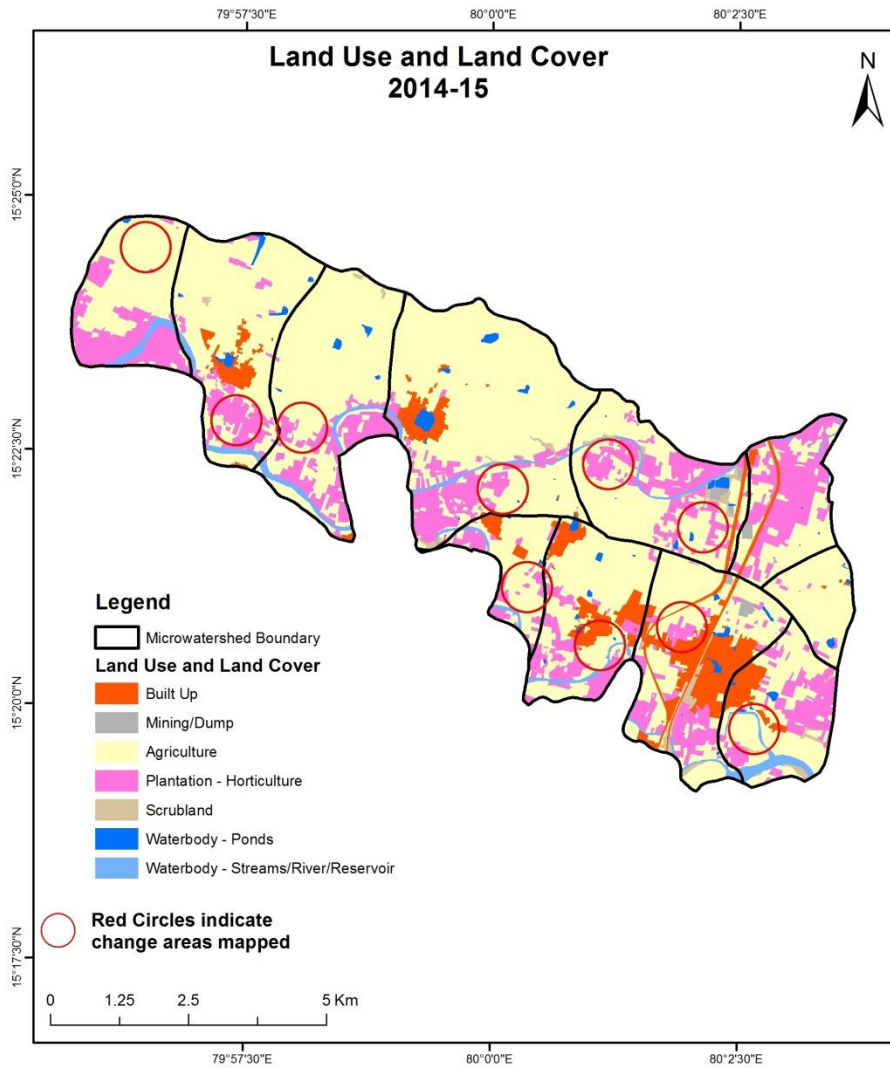 79°57'30"E
80°0'0"E
80°2'30"E
Land Use and Land Cover
2014-15
N
15°25'0"N
15°22'30"N
15°20'0"N
15°17'30"N
Legend
Microwatershed Boundary
Land Use and Land Cover
Built Up
Mining/Dump
Agriculture
Plantation - Horticulture
Scrubland
Waterbody - Ponds
Waterbody - Streams/River/Reservoir
Red Circles indicate
change areas mapped
0 1.25 2.5 5 Km
79°57'30"E
80°0'0"E
80°2'30"E